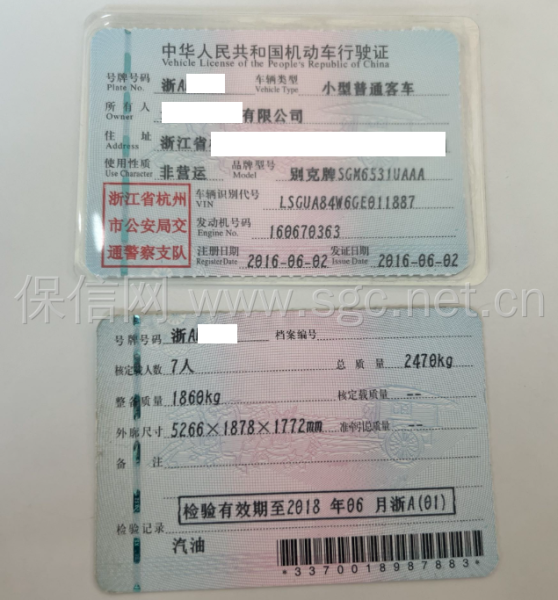 中华人民共和国机动车行驶证
Vehicle License of the People's Republic of China
号牌号码 浙A 车辆类型 小型普通客车
Plate No. Vehicle Type
所有人 有限公司
Owner
住址 浙江省
Address
使用性质 非营运 品牌型号 别克牌SGM6531UAAA
Use Character Model
浙江省杭州
市公安局交
通警察支队
车辆识别代号 LSGUA84W6GE011887
VIN
发动机号码 160670363
Engine No.
注册日期 2016-06-02 发证日期 2016-06-02
Register Date Issue Date
保信网 www.sgc.net.cn
号牌号码 浙A 档案编号
核定载人数 7人 总质量 2470kg
整备质量 1860kg 核定载质量 --
外廓尺寸 5266×1878×1772mm 准牵引总质量 --
备注
检验有效期至2018 年06 月浙A(01)
检验记录
汽油
*3370018987883*